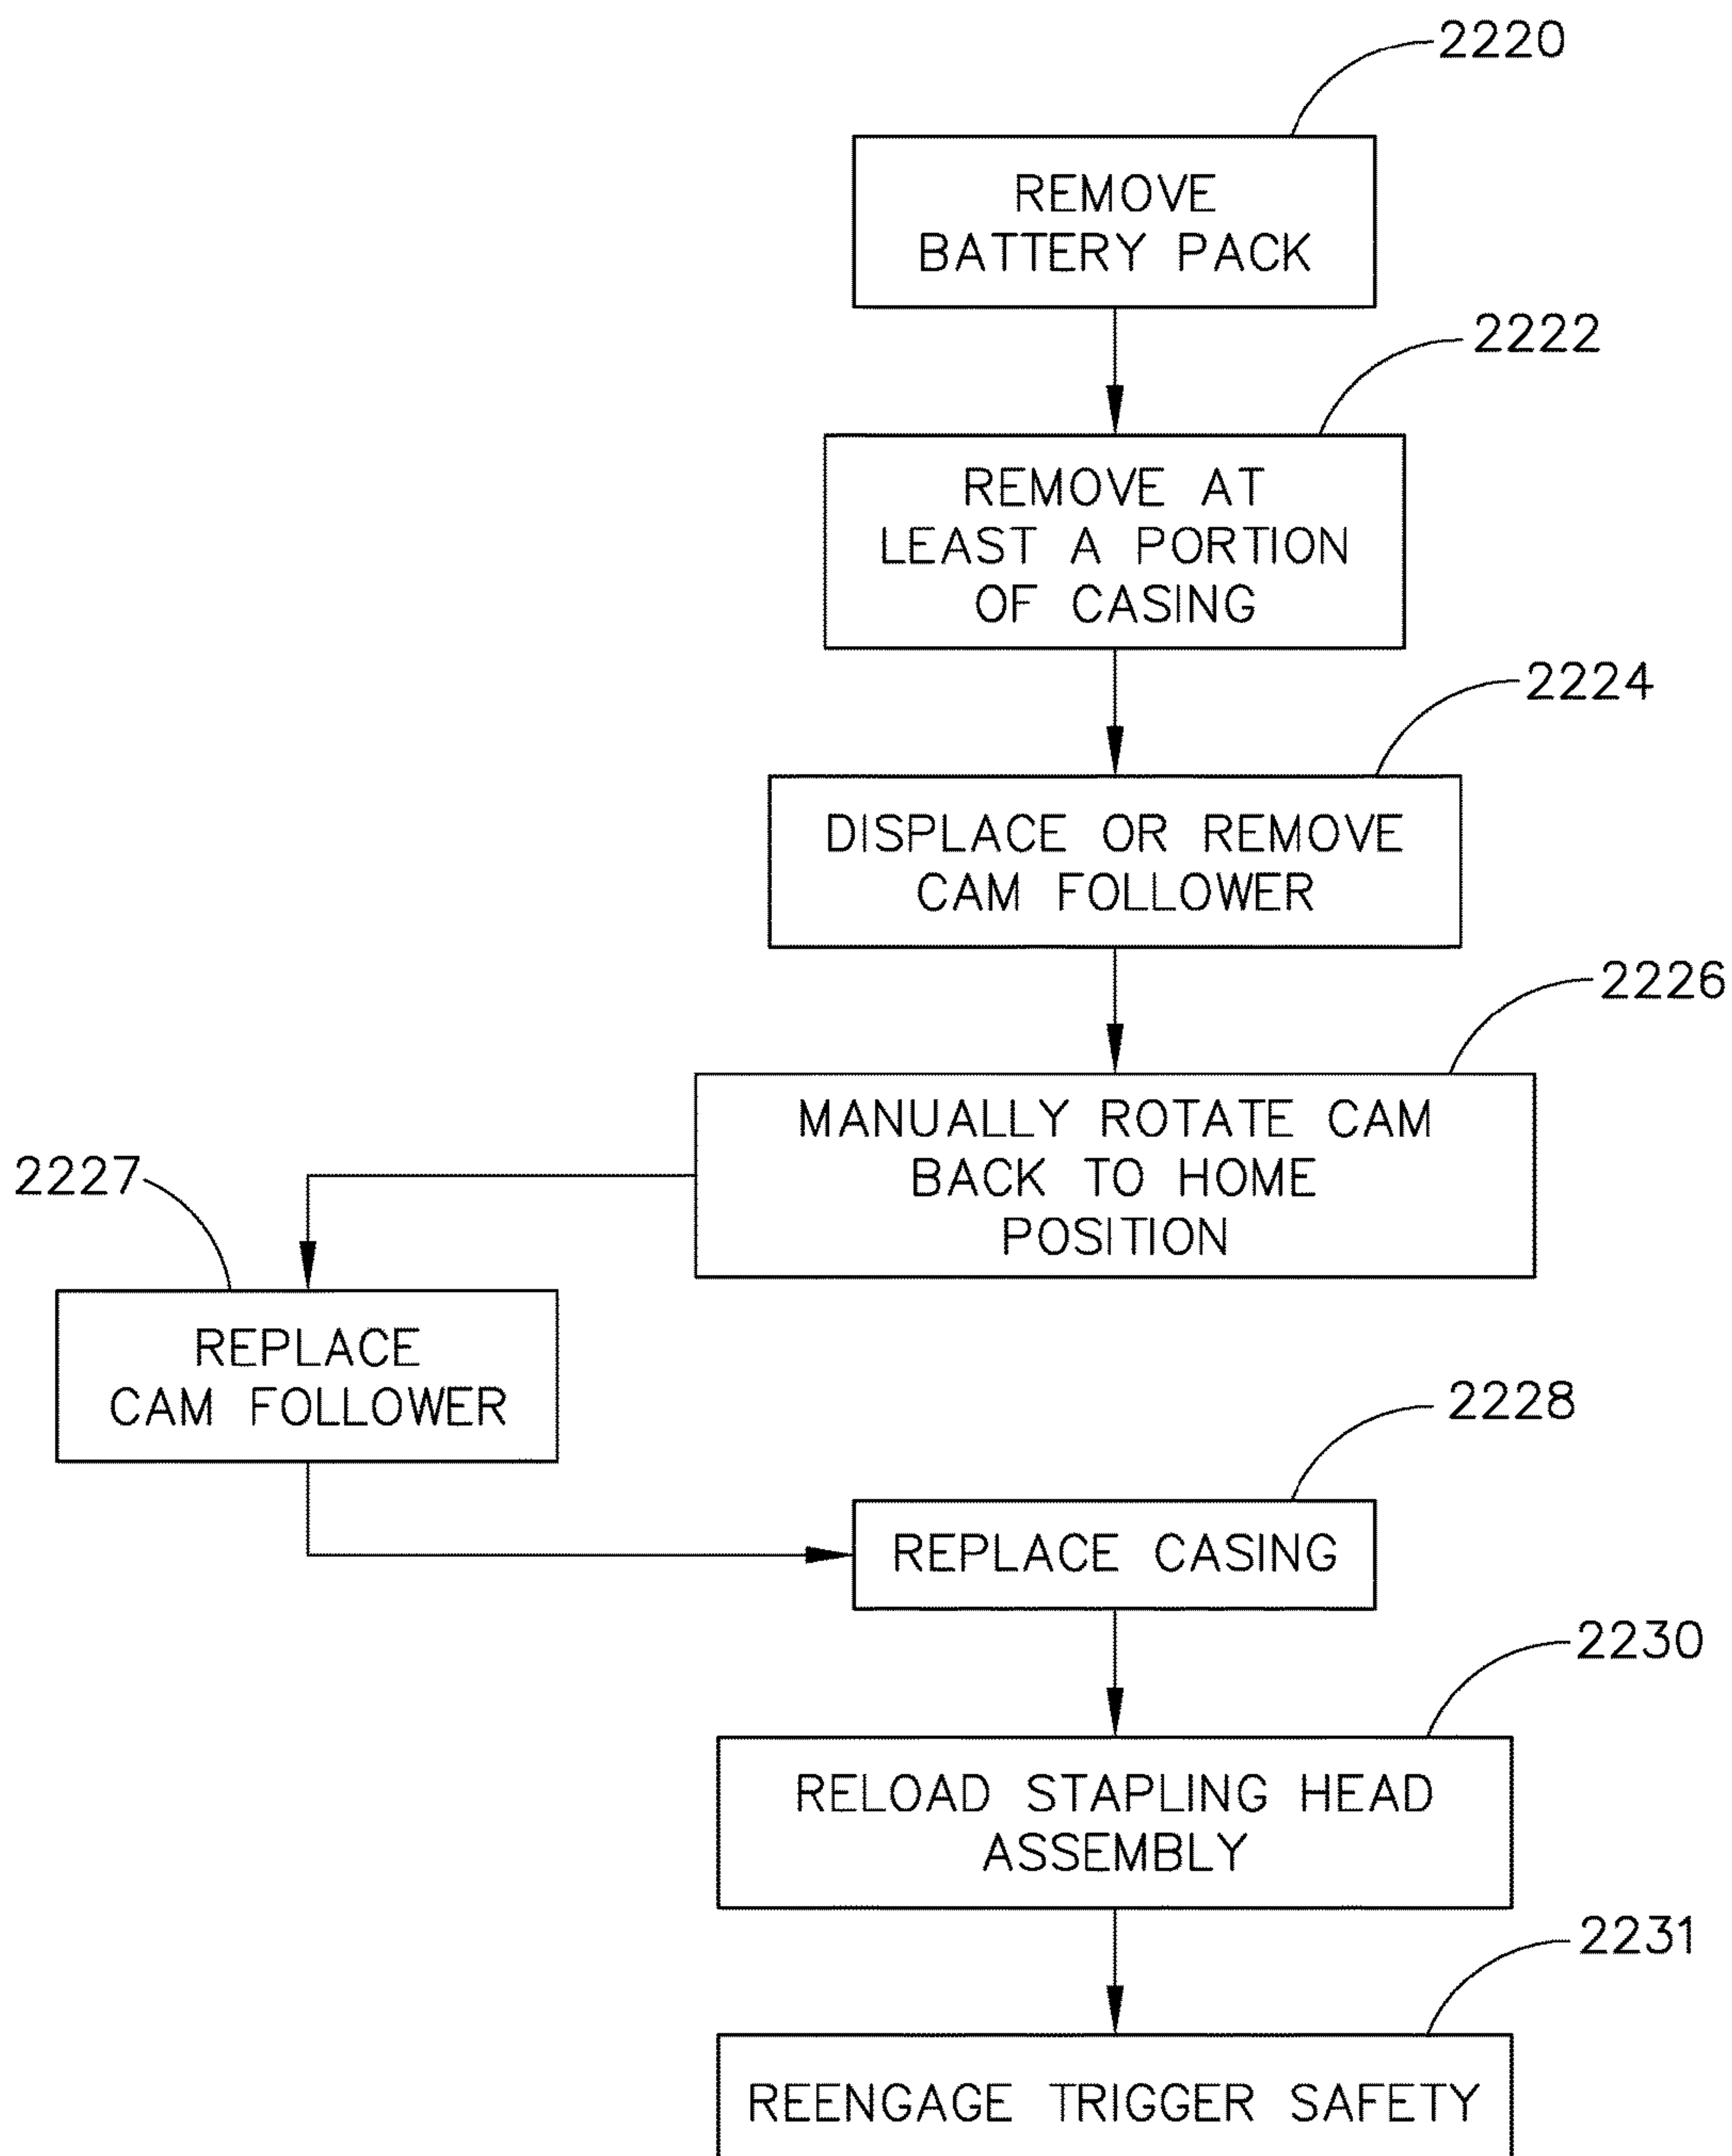 2220
REMOVE
BATTERY PACK
2222
REMOVE AT
LEAST A PORTION
OF CASING
2224
DISPLACE OR REMOVE
CAM FOLLOWER
2226
MANUALLY ROTATE CAM
BACK TO HOME
POSITION
2227
REPLACE
CAM FOLLOWER
2228
REPLACE CASING
2230
RELOAD STAPLING HEAD
ASSEMBLY
2231
REENGAGE TRIGGER SAFETY